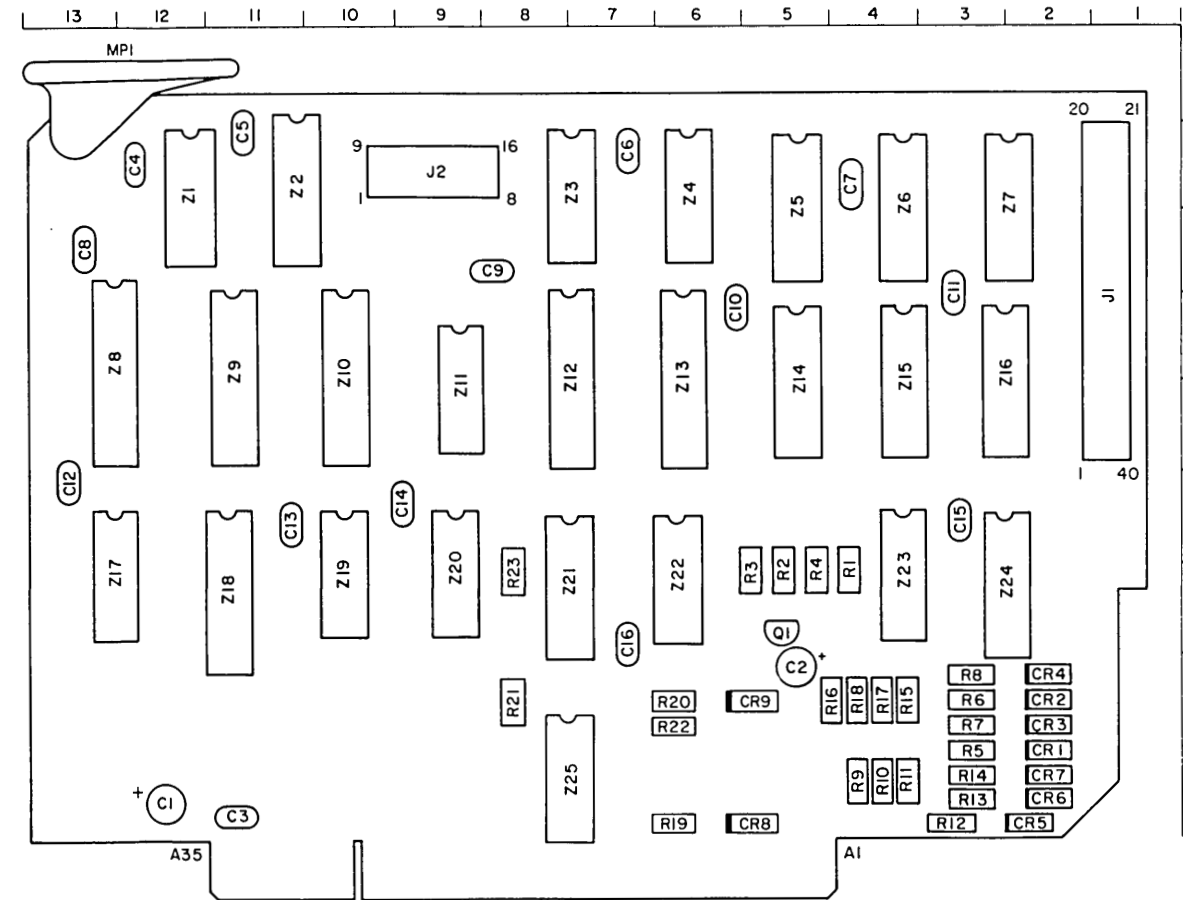 13 12 11 10 9 8 7 6 5 4 3 2 1
MP1
20 21
C4 C5 C6 C7
9 16
J2
1 8
Z1 Z2 Z3 Z4 Z5 Z6 Z7
C8 C9 C10 C11 J1
Z8 Z9 Z10 Z11 Z12 Z13 Z14 Z15 Z16
1 40
C12 C13 C14 C15
Z17 Z18 Z19 Z20 R23 Z21 Z22 R3 R2 R4 R1 Z23 Z24
C16 Q1
C2 +
R8 CR4
R21 R20 CR9 R16 R18 R17 R15 R6 CR2
R22 R7 CR3
Z25 R5 CR1
R9 R10 R11 R14 CR7
+ C1 R13 CR6
C3 R19 CR8 R12 CR5
A35 A1